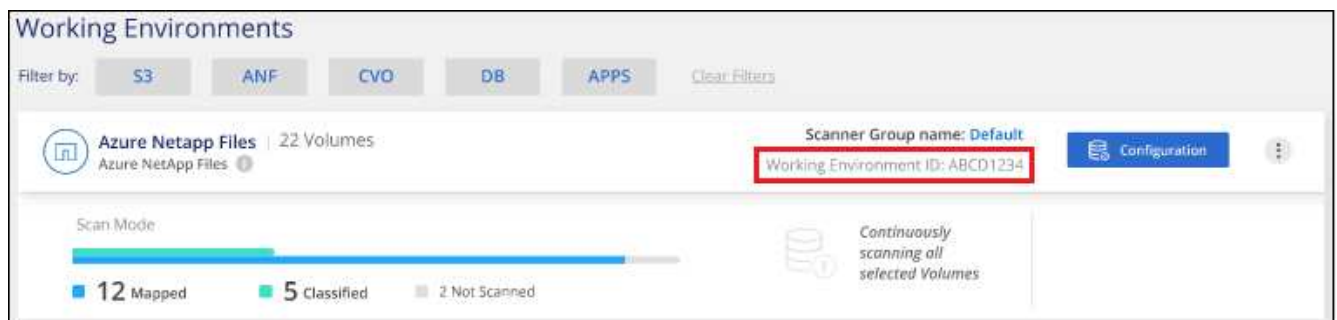 Working Environments
Filter by: S3 ANF CVO DB APPS Clear Filters
Azure Netapp Files | 22 Volumes
Azure NetApp Files
Scanner Group name: Default
Working Environment ID: ABCD1234
Configuration
Scan Mode
12 Mapped 5 Classified 2 Not Scanned
Continuously
scanning all
selected Volumes